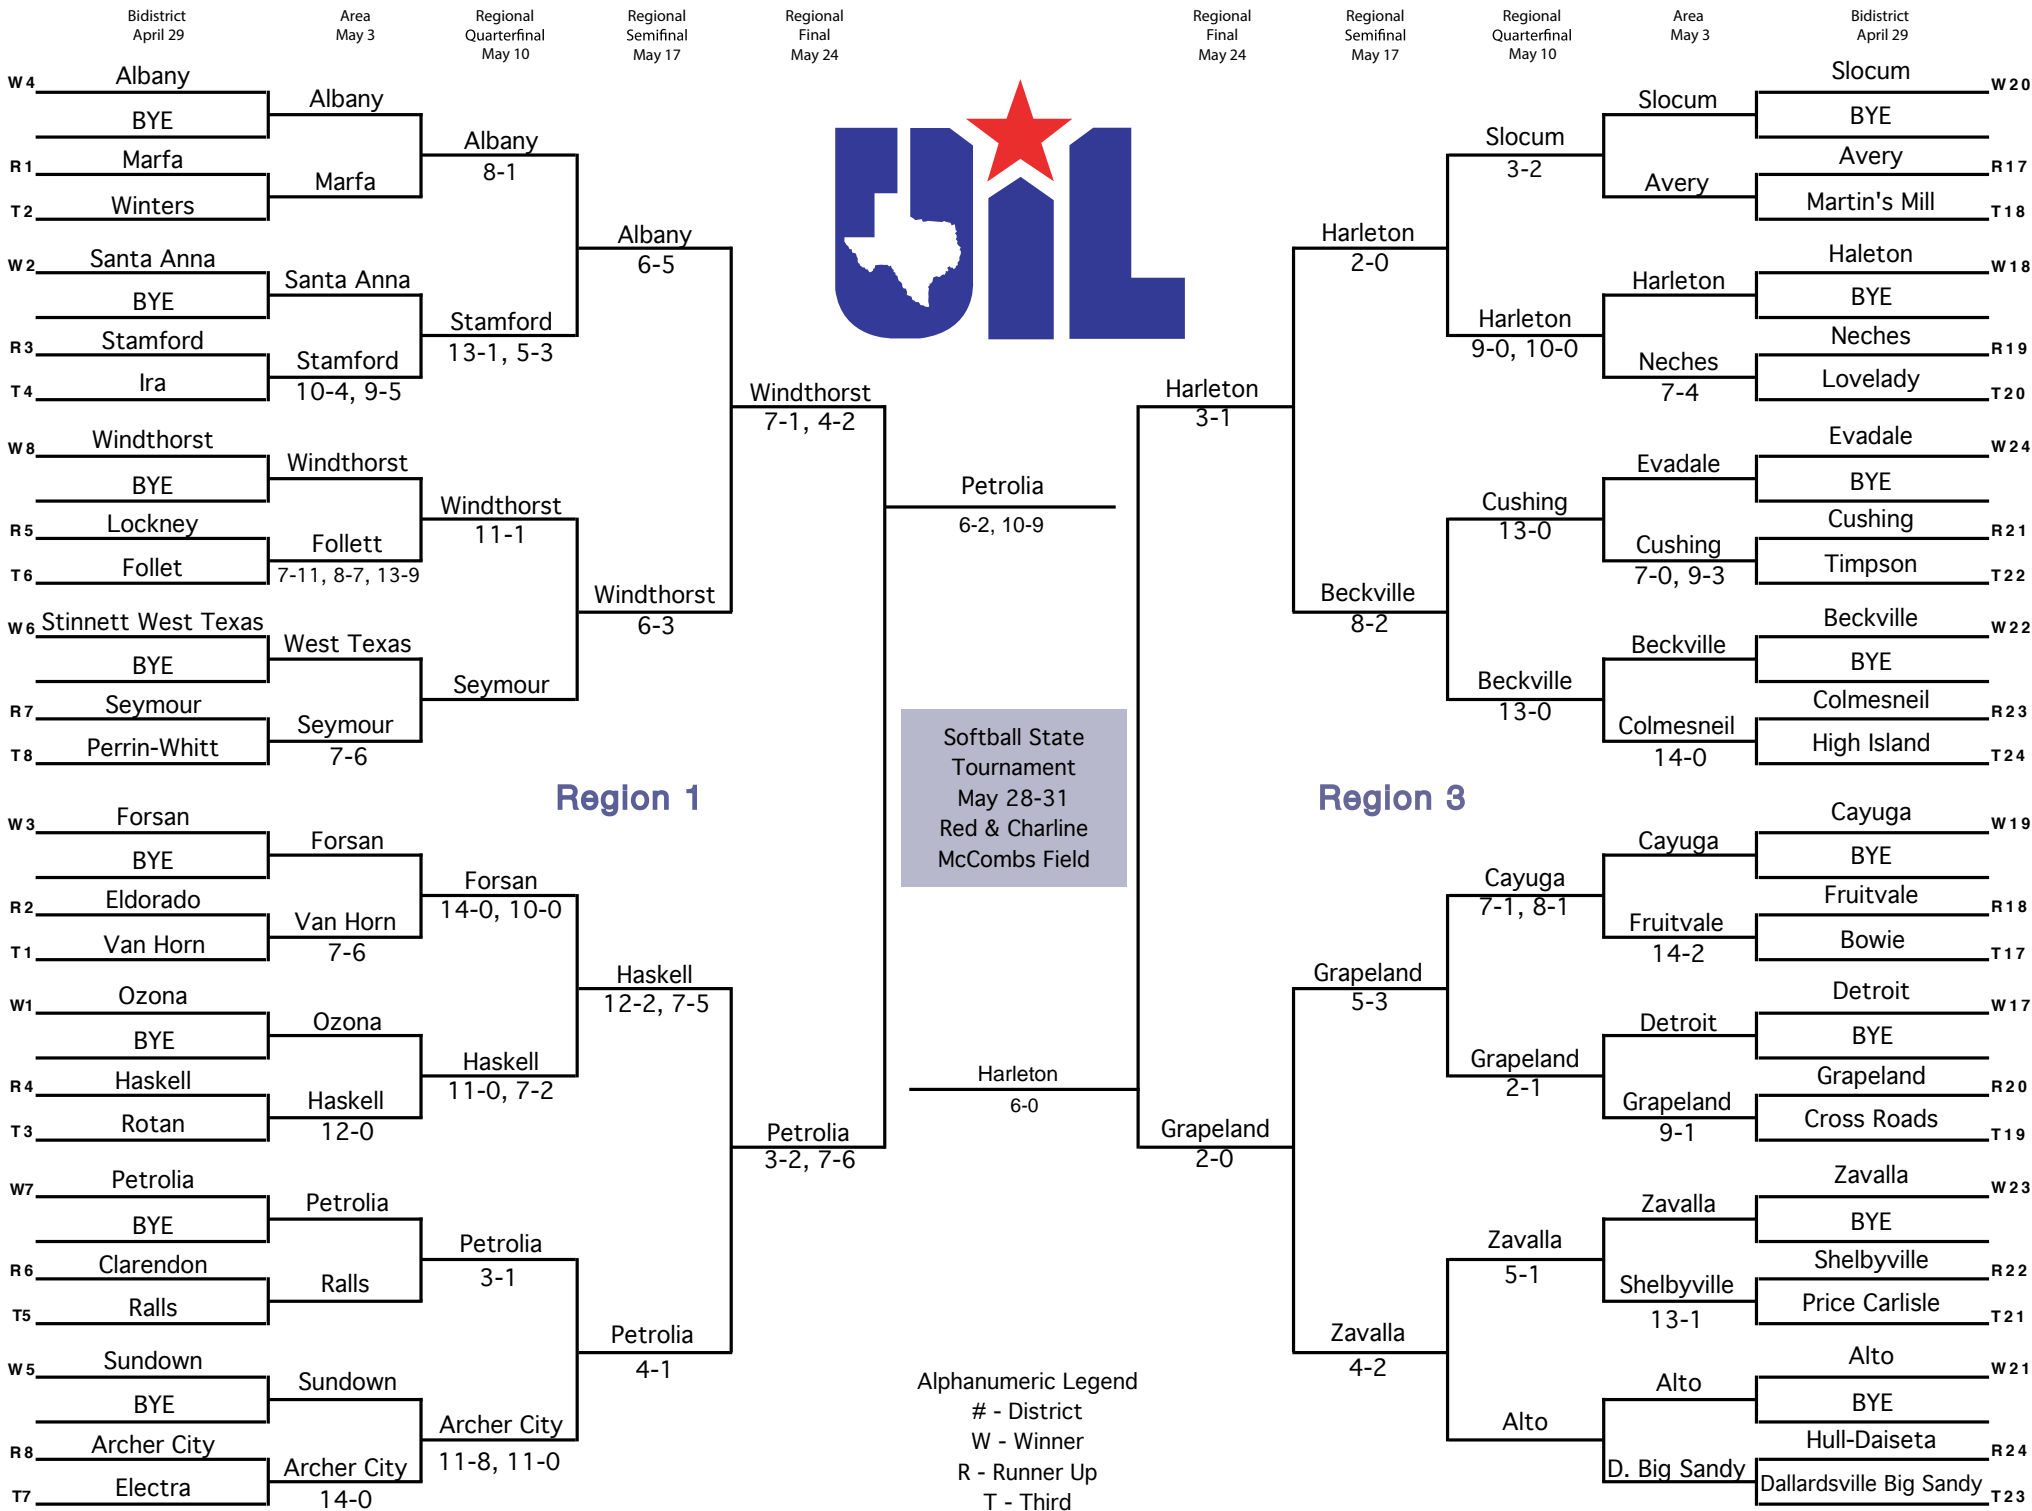 Bidistrict
April 29
Area
May 3
Regional
Quarterfinal
May 10
Regional
Semifinal
May 17
Regional
Final
May 24
Regional
Final
May 24
Regional
Semifinal
May 17
Regional
Quarterfinal
May 10
Area
May 3
Bidistrict
April 29
W4 Albany
BYE
R1 Marfa
T2 Winters
W2 Santa Anna
BYE
R3 Stamford
T4 Ira
W8 Windthorst
BYE
R5 Lockney
T6 Follet
W6 Stinnett West Texas
BYE
R7 Seymour
T8 Perrin-Whitt
W3 Forsan
BYE
R2 Eldorado
T1 Van Horn
W1 Ozona
BYE
R4 Haskell
T3 Rotan
W7 Petrolia
BYE
R6 Clarendon
T5 Ralls
W5 Sundown
BYE
R8 Archer City
T7 Electra
Albany
Marfa
Santa Anna
Stamford
10-4, 9-5
Windthorst
Follett
7-11, 8-7, 13-9
West Texas
Seymour
7-6
Forsan
Van Horn
7-6
Ozona
Haskell
12-0
Petrolia
Ralls
Sundown
Archer City
14-0
Albany
8-1
Stamford
13-1, 5-3
Windthorst
11-1
Seymour
Forsan
14-0, 10-0
Haskell
11-0, 7-2
Petrolia
3-1
Archer City
11-8, 11-0
Albany
6-5
Windthorst
6-3
Haskell
12-2, 7-5
Petrolia
4-1
Windthorst
7-1, 4-2
Petrolia
3-2, 7-6
Region 1
UIL
Petrolia
6-2, 10-9
Softball State
Tournament
May 28-31
Red & Charline
McCombs Field
Harleton
6-0
Alphanumeric Legend
# - District
W - Winner
R - Runner Up
T - Third
Region 3
Harleton
3-1
Grapeland
2-0
Harleton
2-0
Beckville
8-2
Grapeland
5-3
Zavalla
4-2
Slocum
3-2
Harleton
9-0, 10-0
Cushing
13-0
Beckville
13-0
Cayuga
7-1, 8-1
Grapeland
2-1
Zavalla
5-1
Alto
Slocum
Avery
Harleton
Neches
7-4
Evadale
Cushing
7-0, 9-3
Beckville
Colmesneil
14-0
Cayuga
Fruitvale
14-2
Detroit
Grapeland
9-1
Zavalla
Shelbyville
13-1
Alto
D. Big Sandy
Slocum W20
BYE
Avery R17
Martin's Mill T18
Haleton W18
BYE
Neches R19
Lovelady T20
Evadale W24
BYE
Cushing R21
Timpson T22
Beckville W22
BYE
Colmesneil R23
High Island T24
Cayuga W19
BYE
Fruitvale R18
Bowie T17
Detroit W17
BYE
Grapeland R20
Cross Roads T19
Zavalla W23
BYE
Shelbyville R22
Price Carlisle T21
Alto W21
BYE
Hull-Daiseta R24
Dallardsville Big Sandy T23